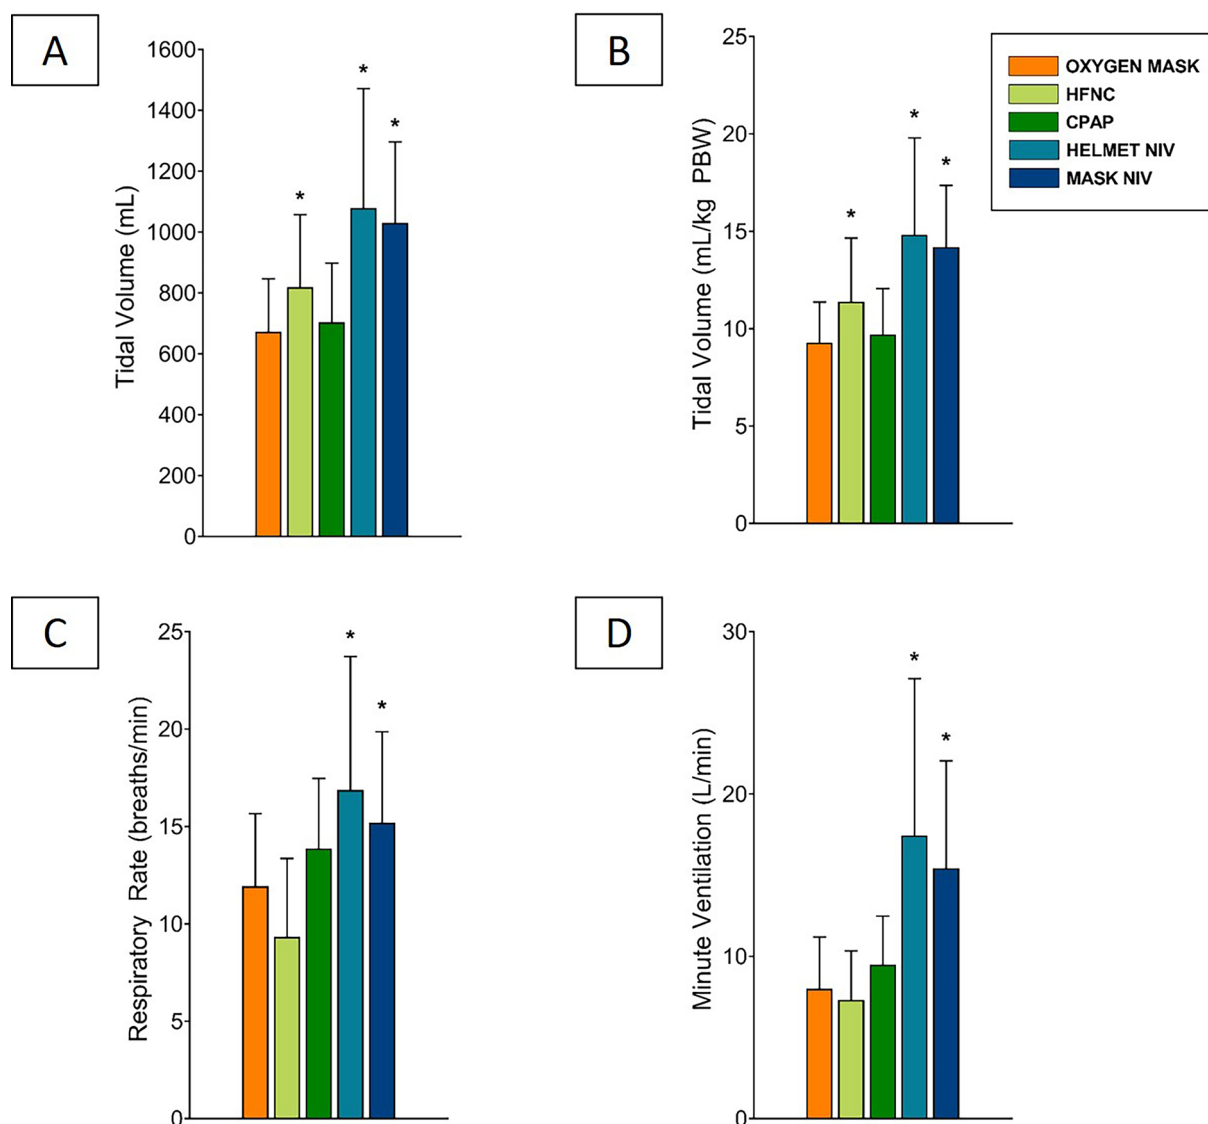 A
Tidal Volume (mL)
1600
1400
1200
1000
800
600
400
200
0
*
*
*
B
Tidal Volume (mL/kg PBW)
25
20
15
10
5
0
*
*
*
OXYGEN MASK
HFNC
CPAP
HELMET NIV
MASK NIV
C
Respiratory Rate (breaths/min)
25
20
15
10
5
0
*
*
D
Minute Ventilation (L/min)
30
20
10
0
*
*